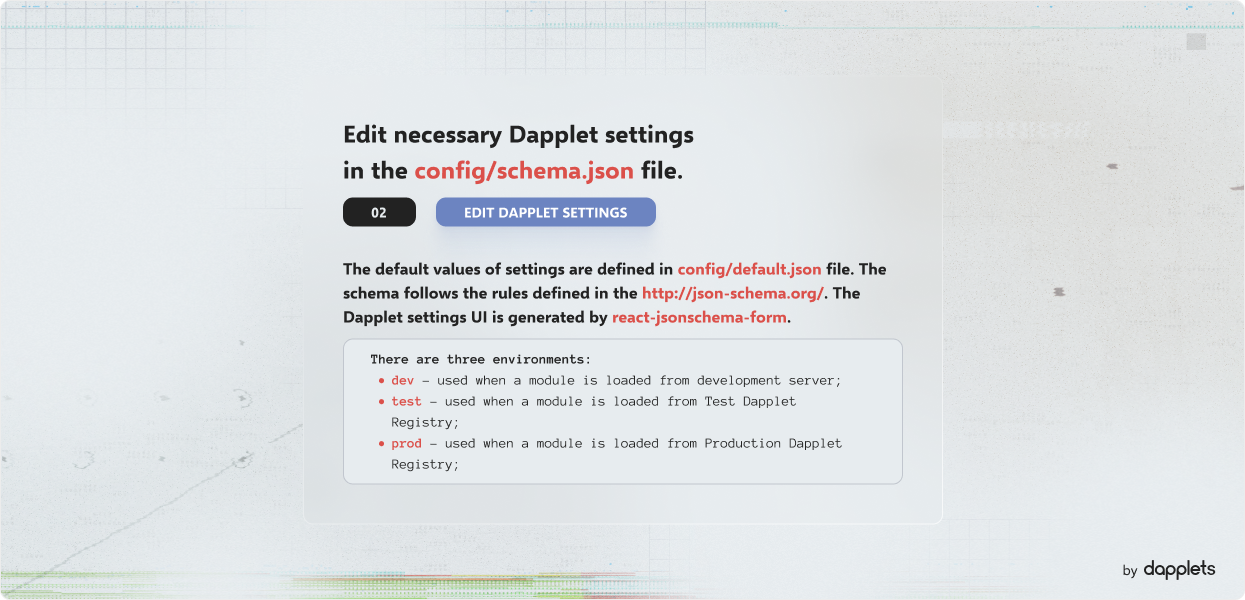 Edit necessary Dapplet settings
in the config/schema.json file.
02 EDIT DAPPLET SETTINGS
The default values of settings are defined in config/default.json file. The
schema follows the rules defined in the http://json-schema.org/. The
Dapplet settings UI is generated by react-jsonschema-form.
There are three environments:
• dev – used when a module is loaded from development server;
• test – used when a module is loaded from Test Dapplet
Registry;
• prod – used when a module is loaded from Production Dapplet
Registry;
by dapplets